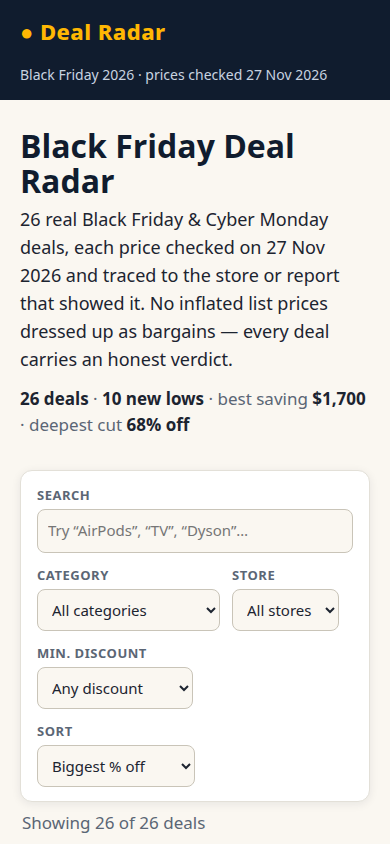 Deal Radar
Black Friday 2026 · prices checked 27 Nov 2026
Black Friday Deal
Radar
26 real Black Friday & Cyber Monday
deals, each price checked on 27 Nov
2026 and traced to the store or report
that showed it. No inflated list prices
dressed up as bargains — every deal
carries an honest verdict.
26 deals · 10 new lows · best saving $1,700
· deepest cut 68% off
SEARCH
Try “AirPods”, “TV”, “Dyson”…
CATEGORY STORE
All categories All stores
MIN. DISCOUNT
Any discount
SORT
Biggest % off
Showing 26 of 26 deals